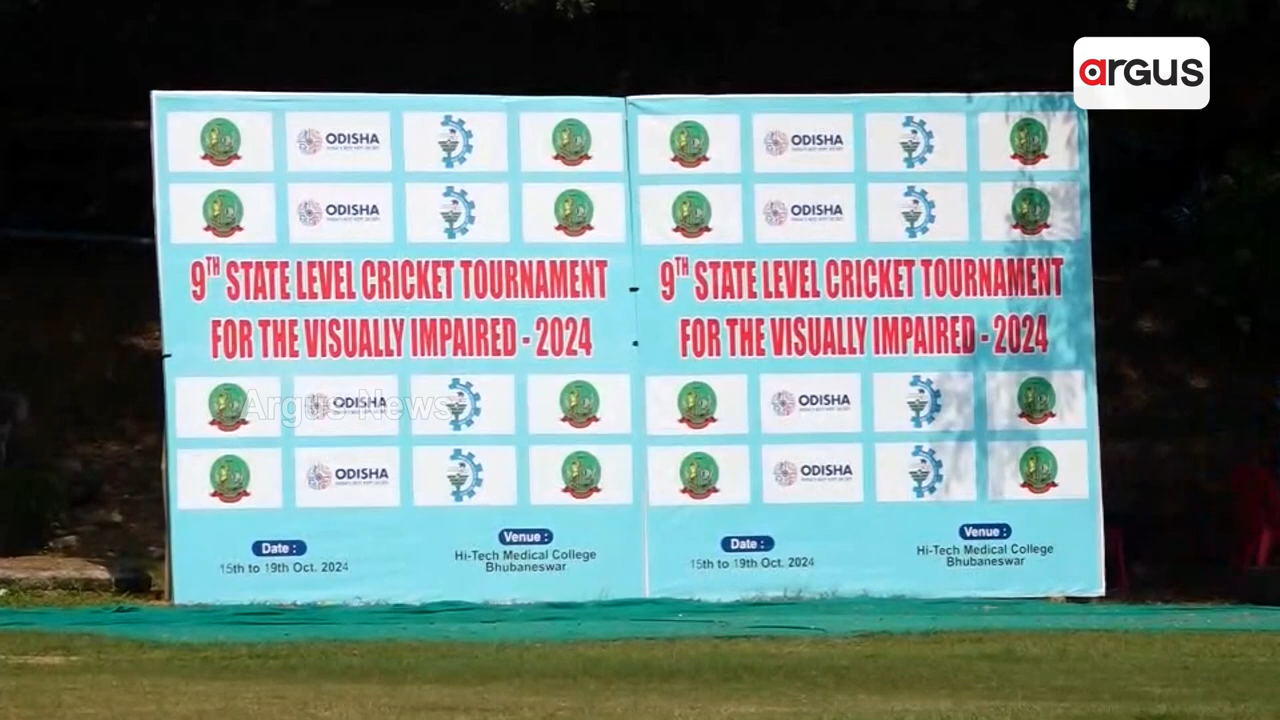 argus
ODISHA ODISHA
ODISHA ODISHA
9TH STATE LEVEL CRICKET TOURNAMENT
FOR THE VISUALLY IMPAIRED - 2024
9TH STATE LEVEL CRICKET TOURNAMENT
FOR THE VISUALLY IMPAIRED - 2024
Argus News
ODISHA ODISHA
ODISHA ODISHA
Date :
15th to 19th Oct. 2024
Venue :
Hi-Tech Medical College
Bhubaneswar
Date :
15th to 19th Oct. 2024
Venue :
Hi-Tech Medical College
Bhubaneswar